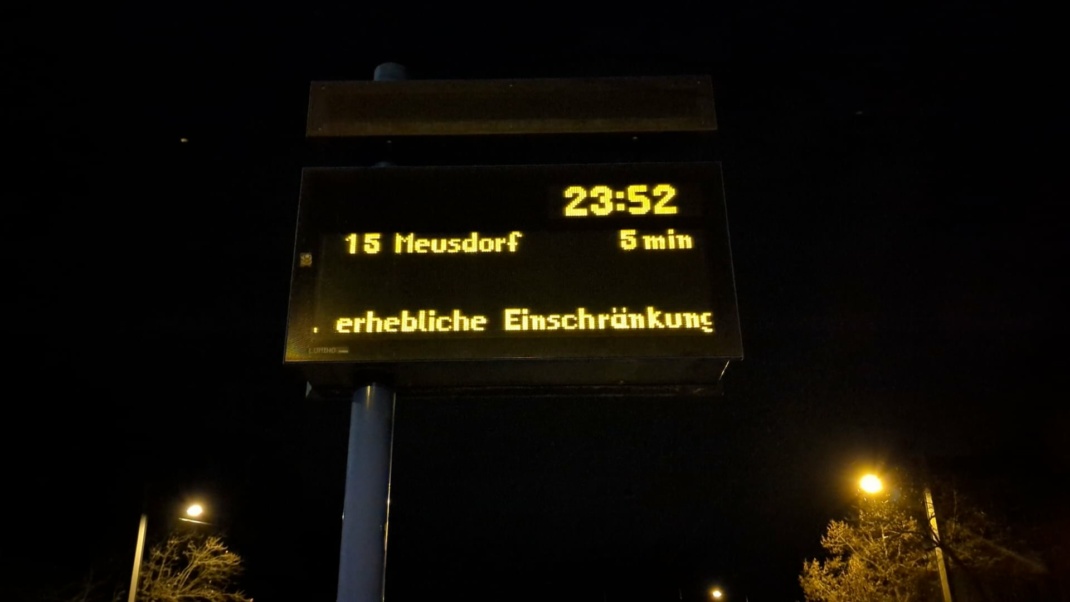 23:52
15 Meusdorf 5 min
. erhebliche Einschränkung